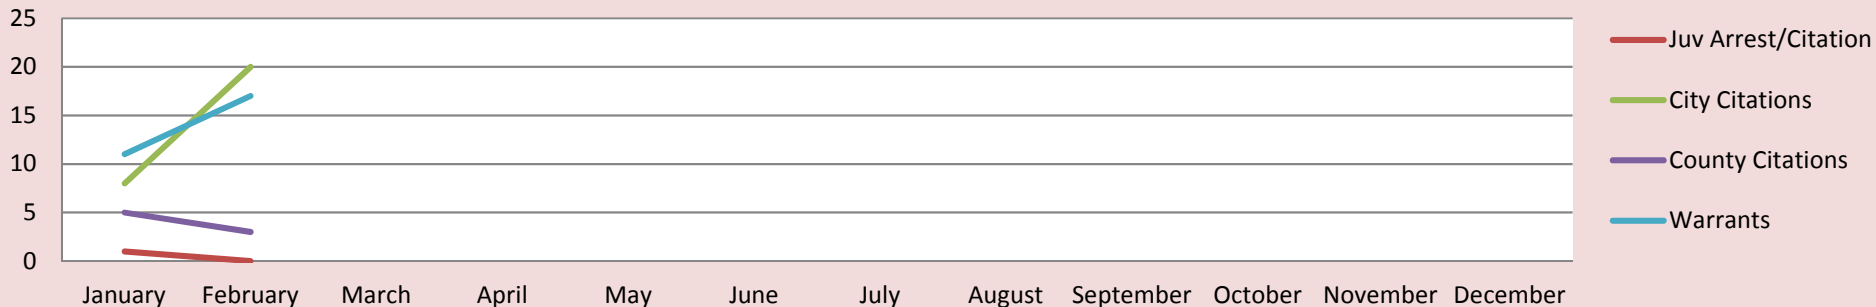 25
20
15
10
5
0
January February March April May June July August September October November December
Juv Arrest/Citation
City Citations
County Citations
Warrants